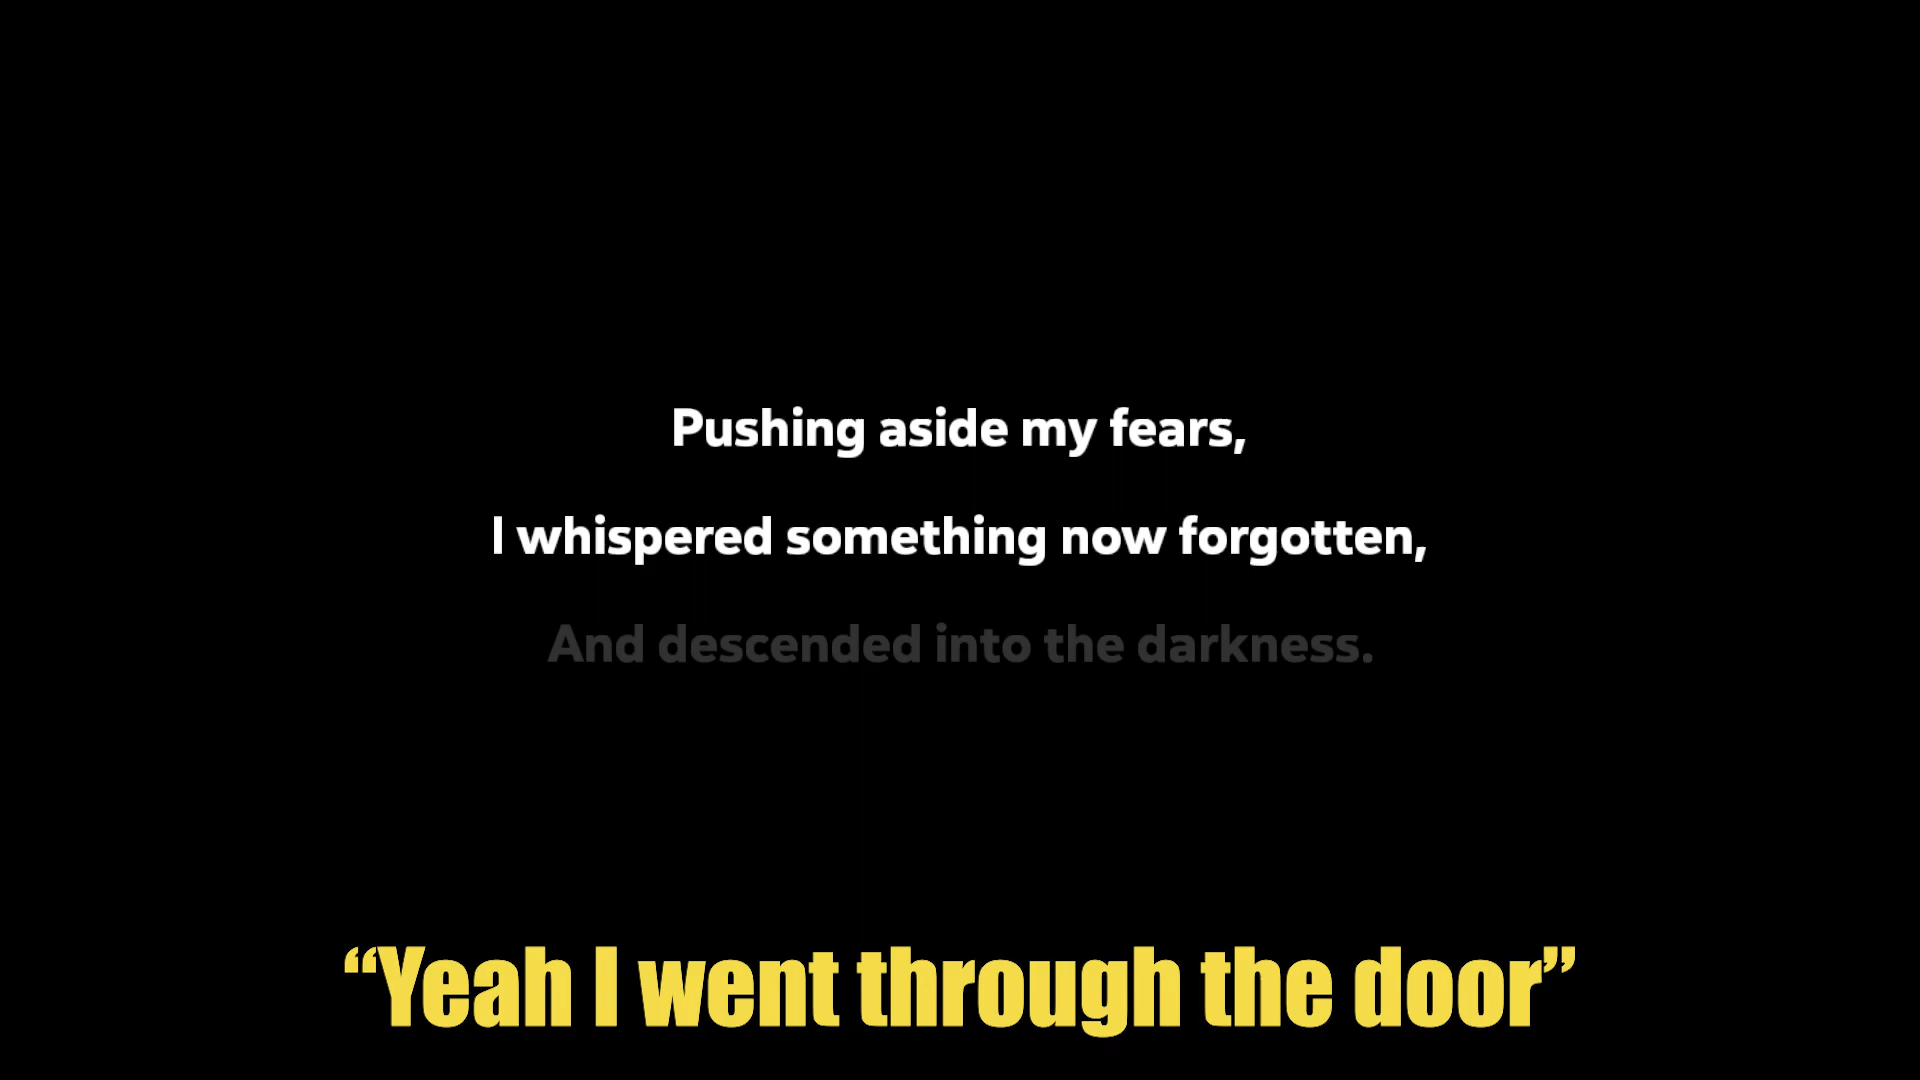 Pushing aside my fears,
I whispered something now forgotten,
And descended into the darkness.
“Yeah I went through the door”